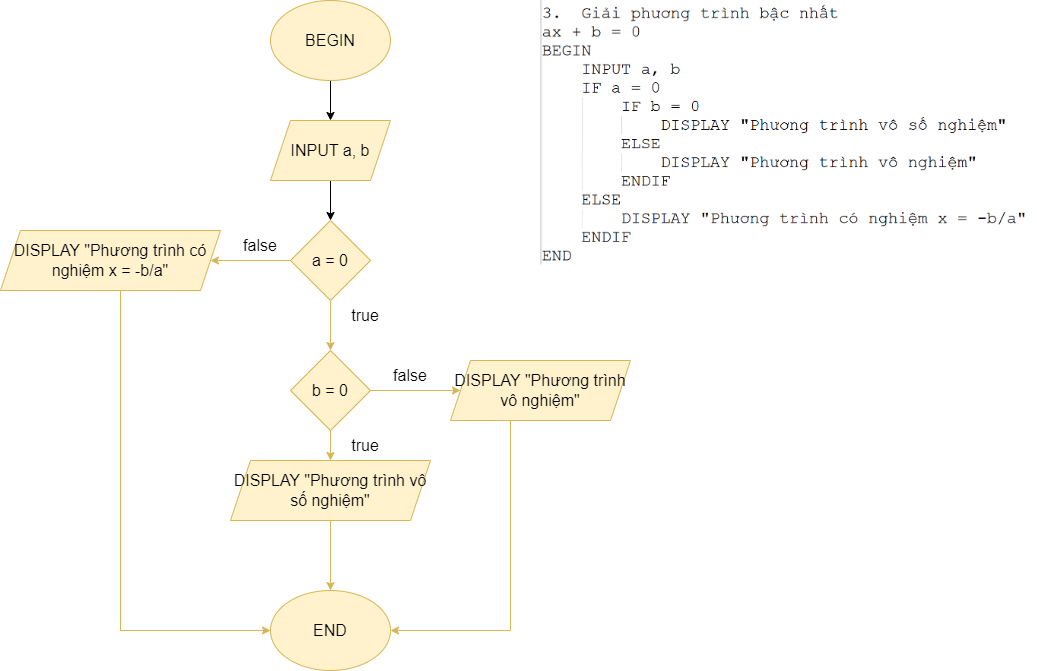 BEGIN
INPUT a, b
a = 0
false
DISPLAY "Phương trình có
nghiệm x = -b/a"
true
b = 0
false
DISPLAY "Phương trình
vô nghiệm"
true
DISPLAY "Phương trình vô
số nghiệm"
END
3. Giải phương trình bậc nhất
ax + b = 0
BEGIN
INPUT a, b
IF a = 0
IF b = 0
DISPLAY "Phương trình vô số nghiệm"
ELSE
DISPLAY "Phương trình vô nghiệm"
ENDIF
ELSE
DISPLAY "Phương trình có nghiệm x = -b/a"
ENDIF
END